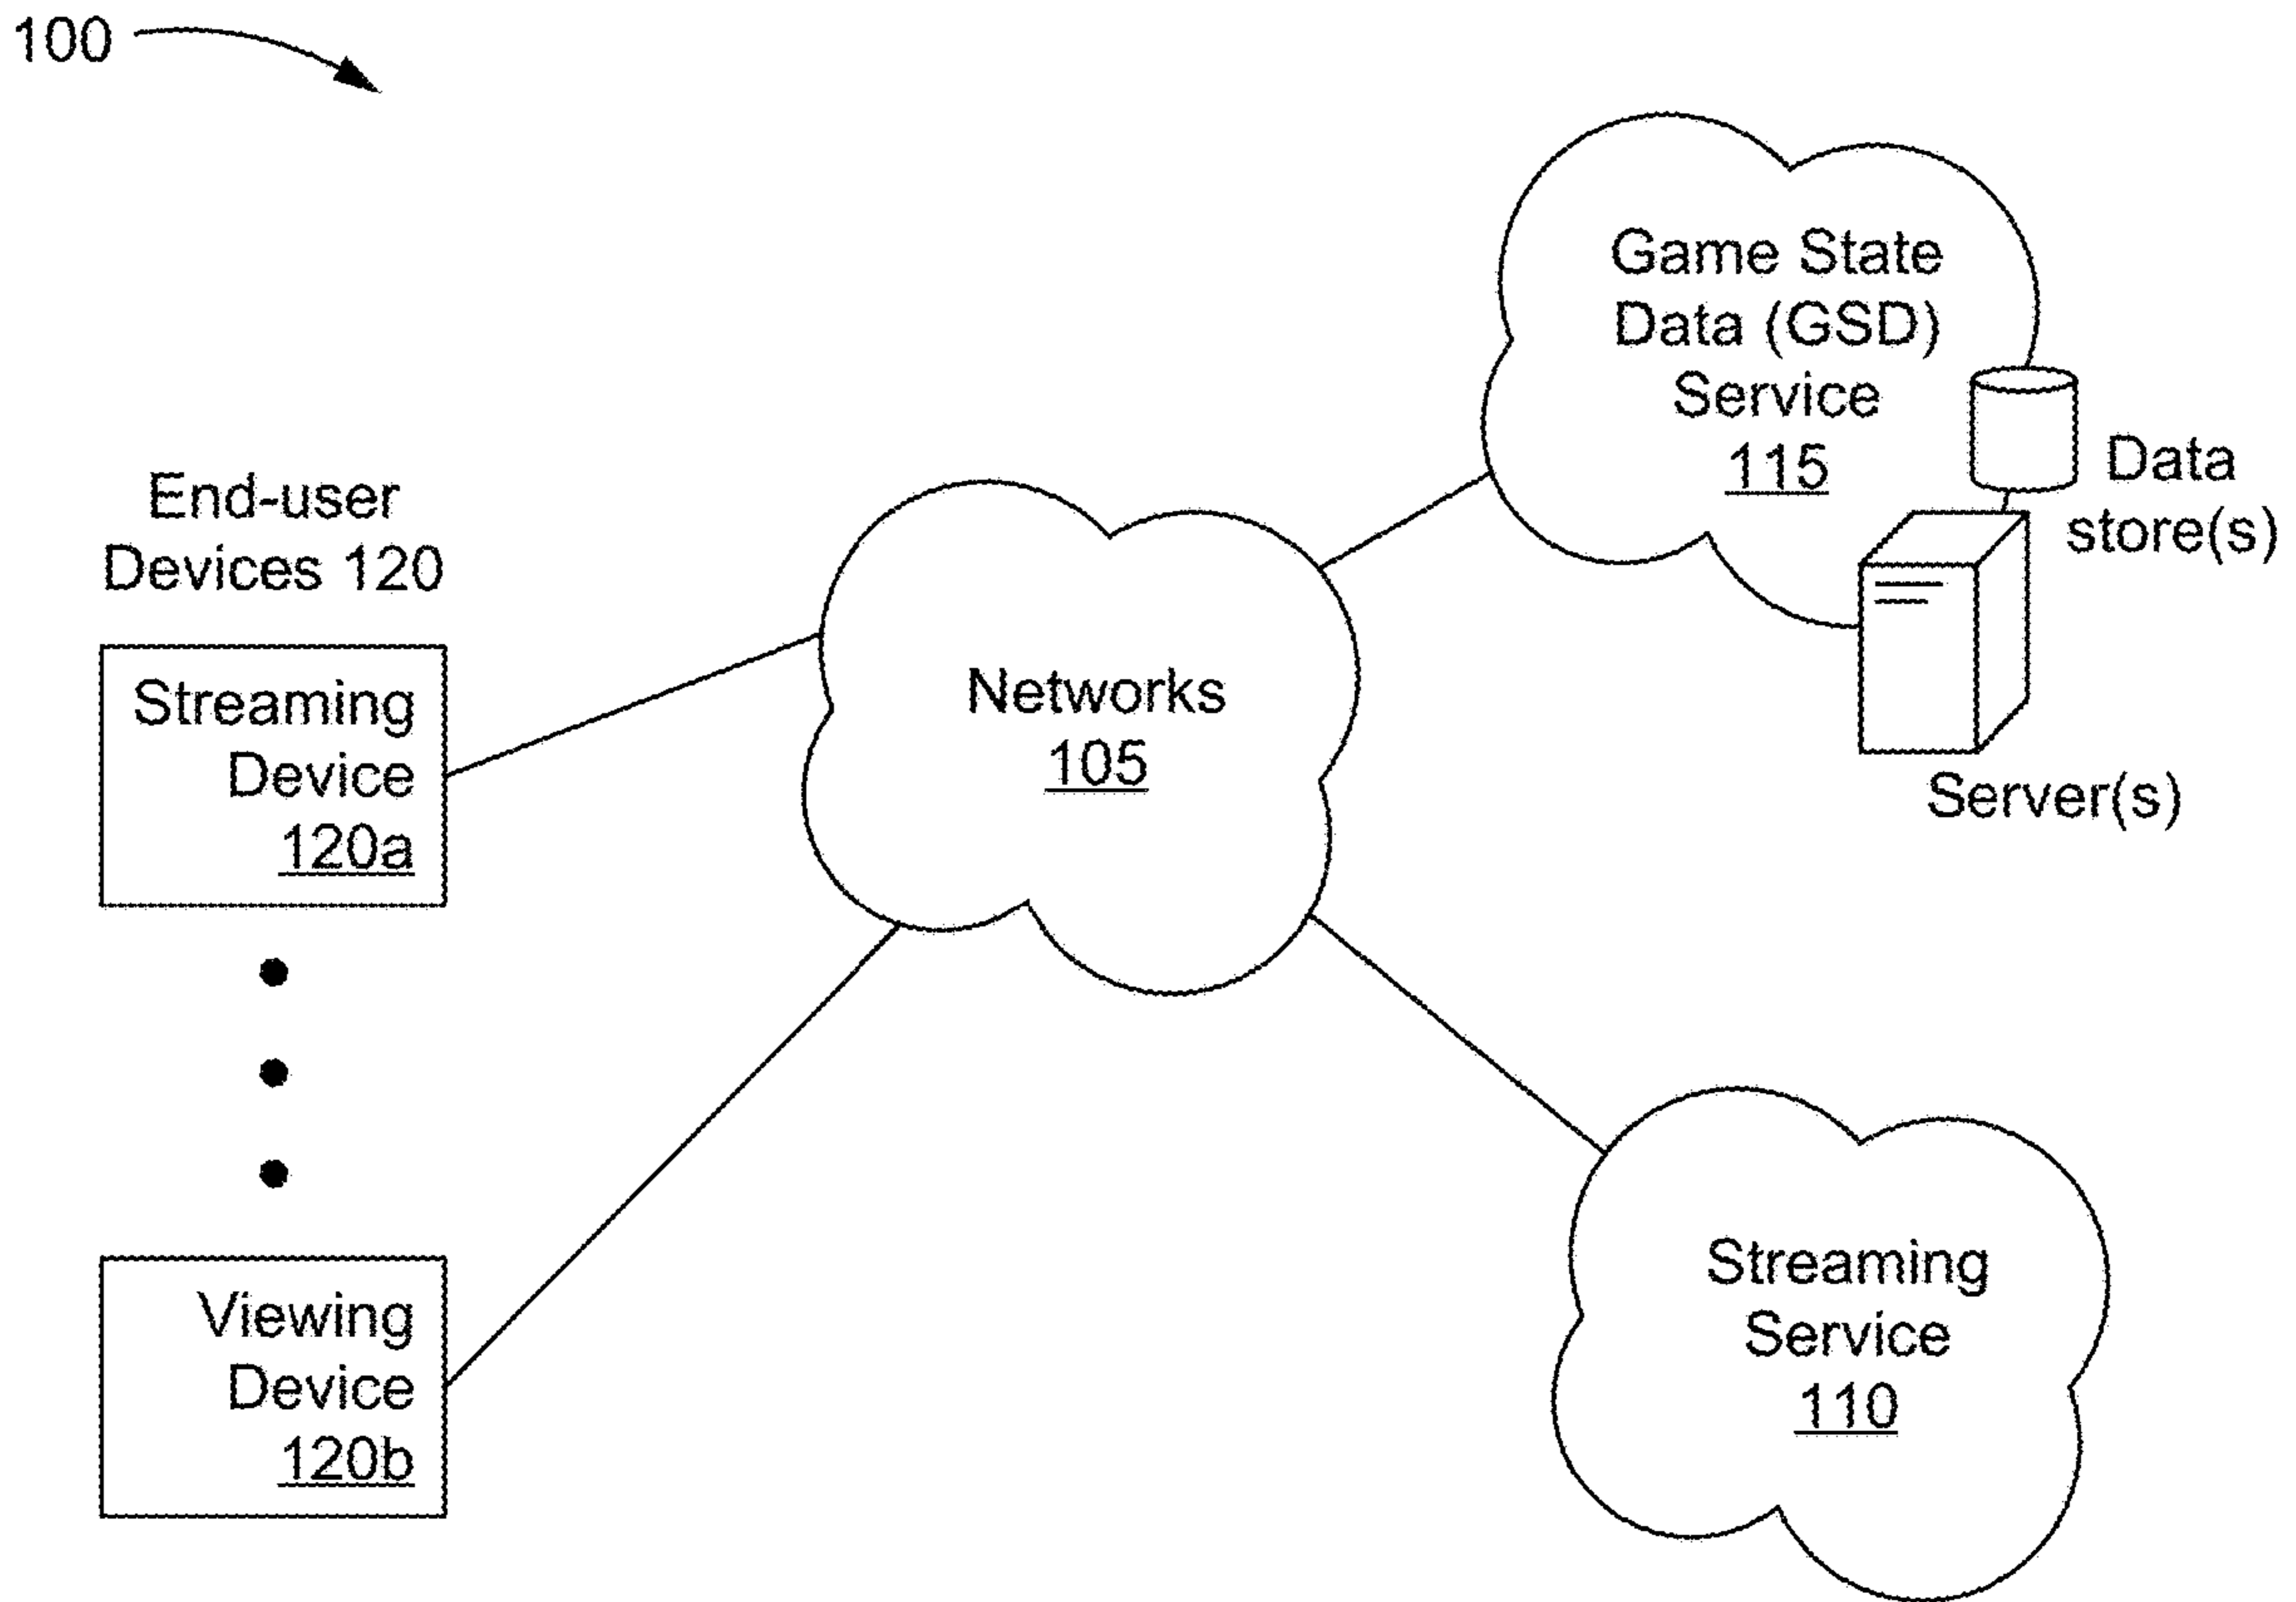 100
Game State
Data (GSD)
Service
115
Data
store(s)
Server(s)
End-user
Devices 120
Streaming
Device
120a
Networks
105
Viewing
Device
120b
Streaming
Service
110